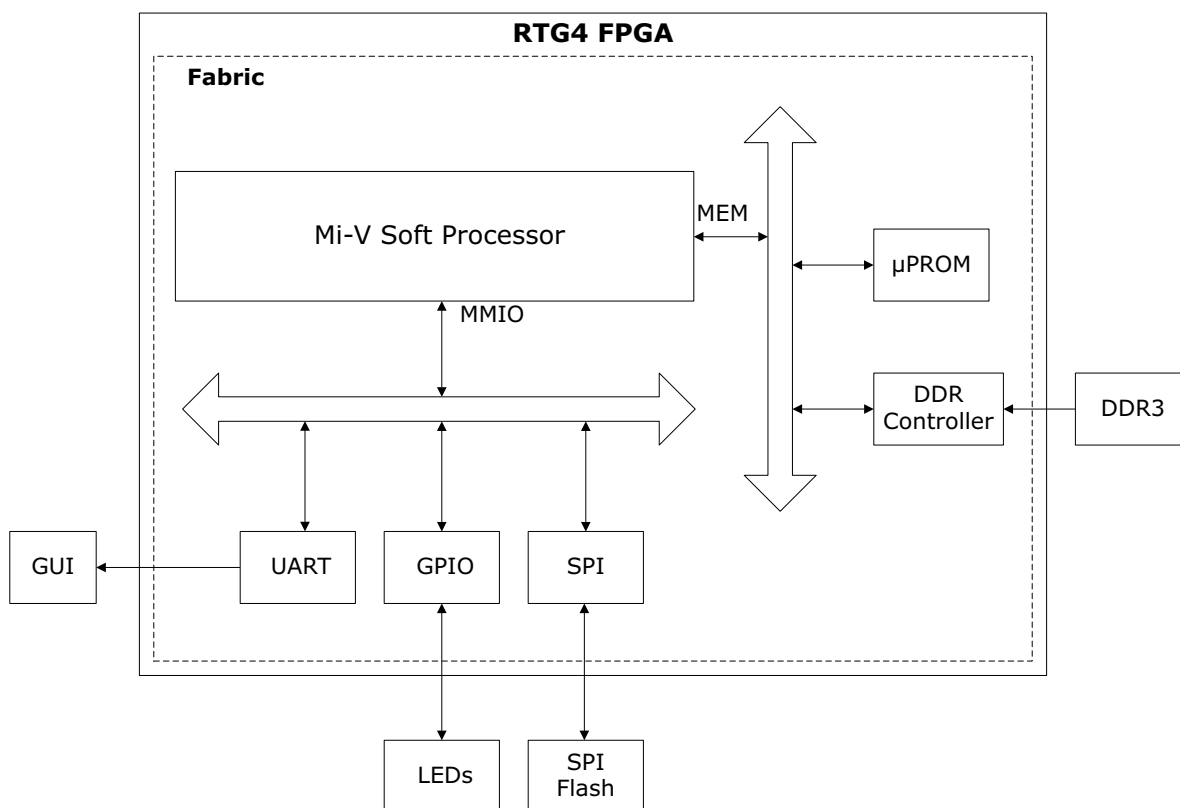 RTG4 FPGA
Fabric
Mi-V Soft Processor
MEM
µPROM
MMIO
DDR
Controller
DDR3
GUI
UART
GPIO
SPI
LEDs
SPI
Flash